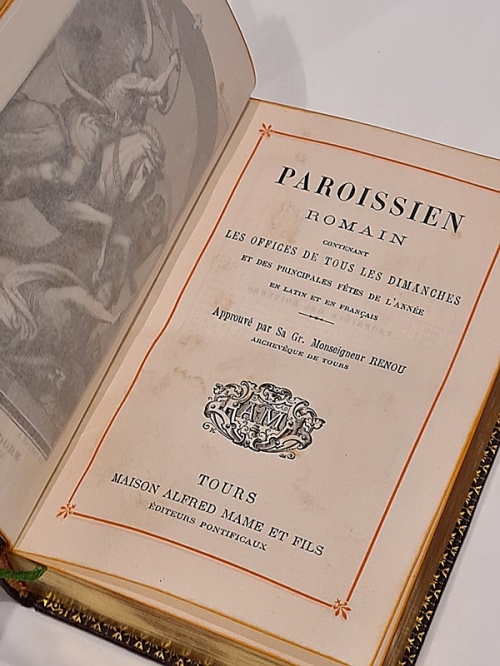 PAROISSIEN
ROMAIN
CONTENANT
LES OFFICES DE TOUS LES DIMANCHES
ET DES PRINCIPALES FÊTES DE L'ANNÉE
EN LATIN ET EN FRANÇAIS
Approuvé par Sa Gr. Monseigneur RENOU
ARCHEVÊQUE DE TOURS
AM
TOURS
MAISON ALFRED MAME ET FILS
ÉDITEURS PONTIFICAUX